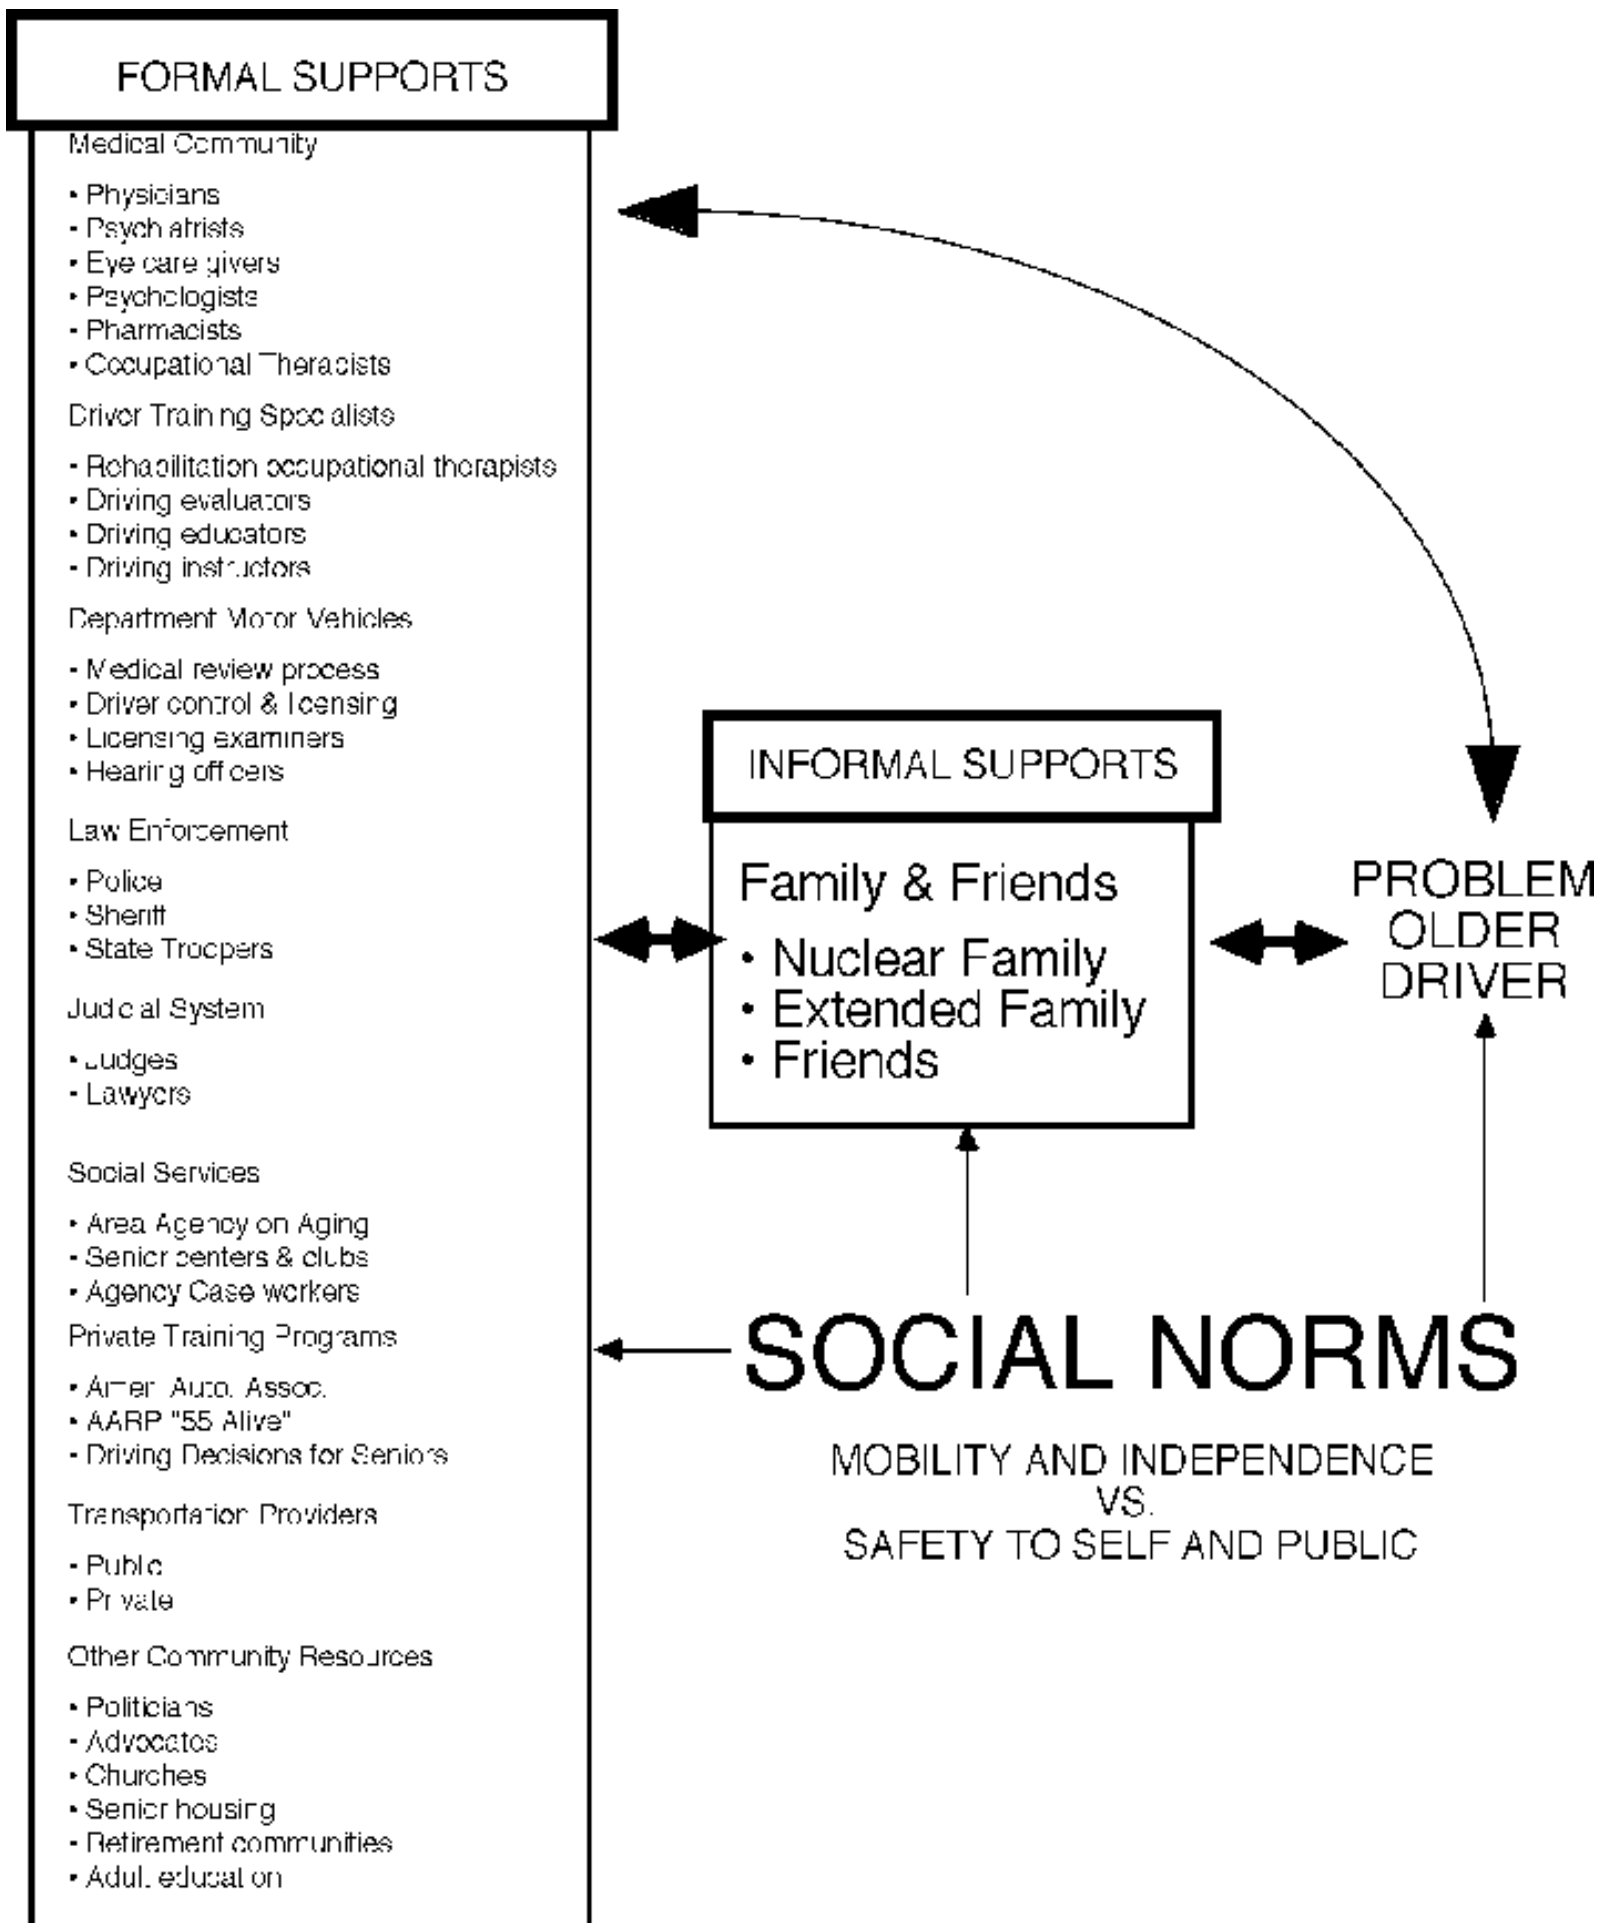 FORMAL SUPPORTS
Medical Community
• Physicians
• Psychiatrists
• Eye care givers
• Psychologists
• Pharmacists
• Occupational Therapists
Driver Training Specialists
• Rehabilitation occupational therapists
• Driving evaluators
• Driving educators
• Driving instructors
Department Motor Vehicles
• Medical review process
• Driver control & licensing
• Licensing examiners
• Hearing officers
Law Enforcement
• Police
• Sheriff
• State Troopers
Judicial System
• Judges
• Lawyers
Social Services
• Area Agency on Aging
• Senior centers & clubs
• Agency Case workers
Private Training Programs
• Amer. Auto. Assoc.
• AARP "55 Alive"
• Driving Decisions for Seniors
Transportation Providers
• Public
• Private
Other Community Resources
• Politicians
• Advocates
• Churches
• Senior housing
• Retirement communities
• Adult education
INFORMAL SUPPORTS
Family & Friends
• Nuclear Family
• Extended Family
• Friends
PROBLEM
OLDER
DRIVER
SOCIAL NORMS
MOBILITY AND INDEPENDENCE
VS.
SAFETY TO SELF AND PUBLIC